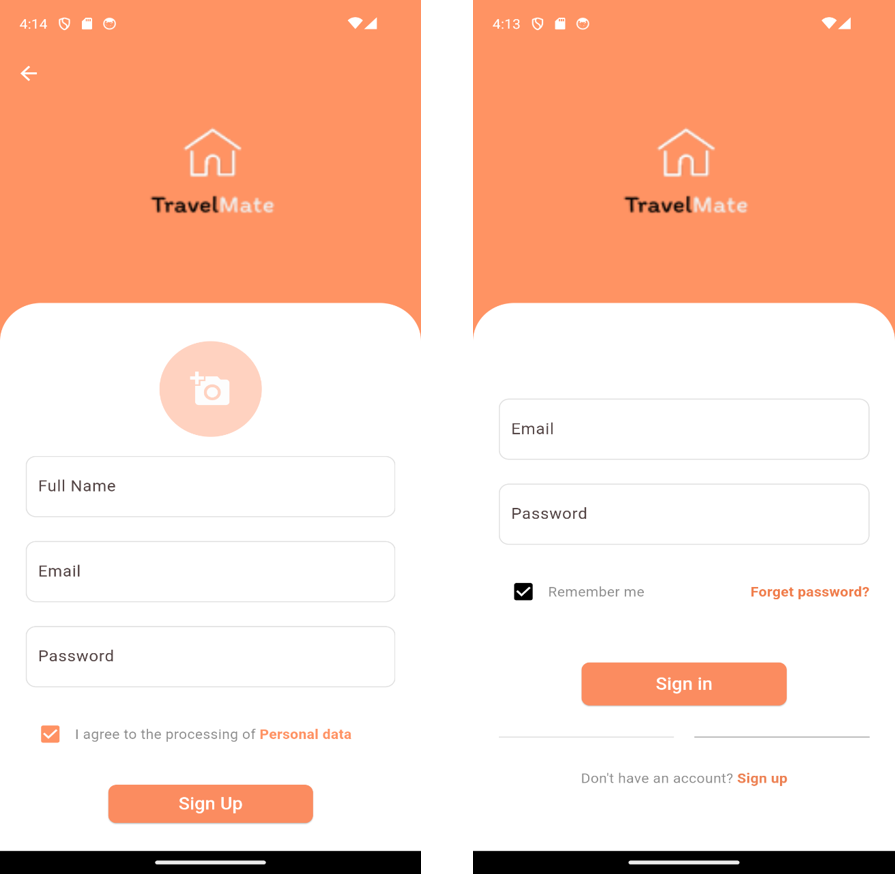 4:14
TravelMate
Full Name
Email
Password
I agree to the processing of Personal data
Sign Up
4:13
TravelMate
Email
Password
Remember me
Forget password?
Sign in
Don't have an account? Sign up